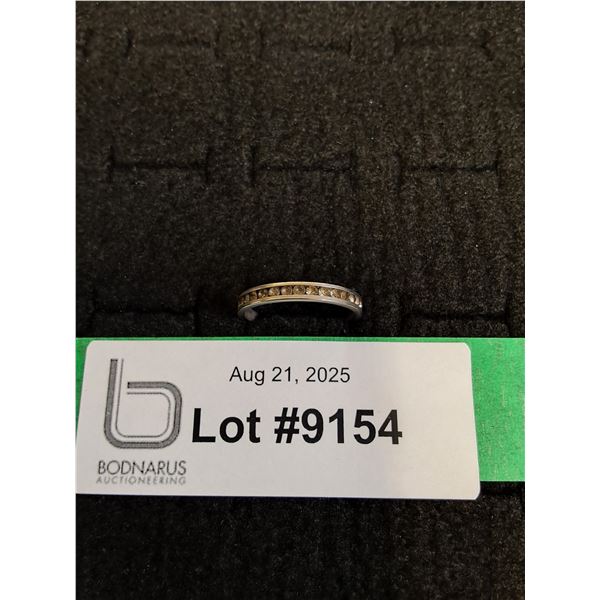 Aug 21, 2025
Lot #9154
BODNARUS
AUCTIONEERING